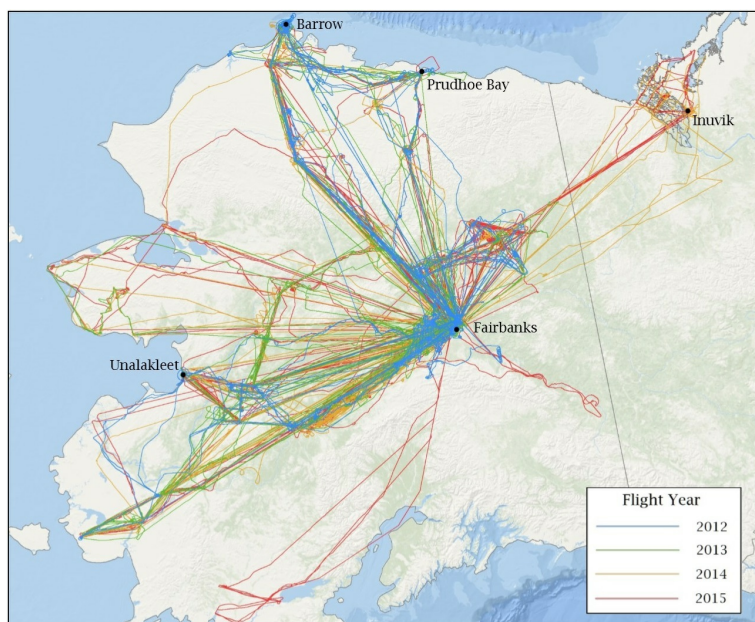 Barrow
Prudhoe Bay
Inuvik
Fairbanks
Unalakleet
Flight Year
2012
2013
2014
2015